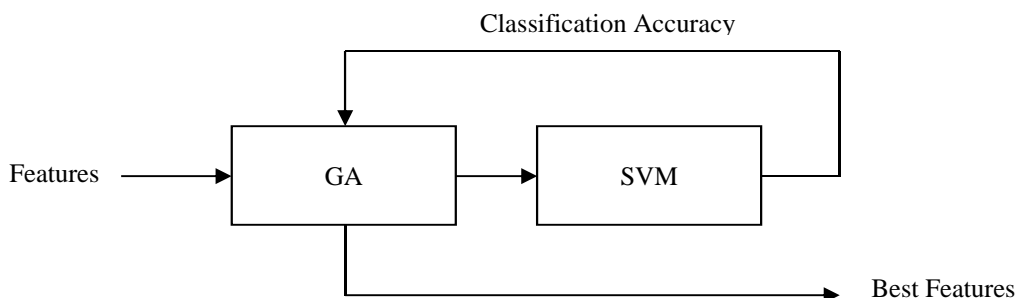 Classification Accuracy
Features
GA
SVM
Best Features